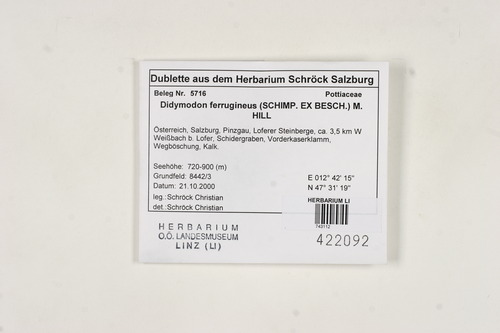 Dublette aus dem Herbarium Schröck Salzburg
Beleg Nr. 5716 Pottiaceae
Didymodon ferrugineus (SCHIMP. EX BESCH.) M.
HILL
Österreich, Salzburg, Pinzgau, Loferer Steinberge, ca. 3,5 km W
Weißbach b. Lofer, Schidergraben, Vorderkaserklamm,
Wegböschung, Kalk.
Seehöhe: 720-900 (m)
Grundfeld: 8442/3 E 012° 42' 15"
Datum: 21.10.2000 N 47° 31' 19"
leg.: Schröck Christian
det.: Schröck Christian
HERBARIUM LI
743112
HERBARIUM
O.Ö. LANDESMUSEUM
LINZ (LI)
422092